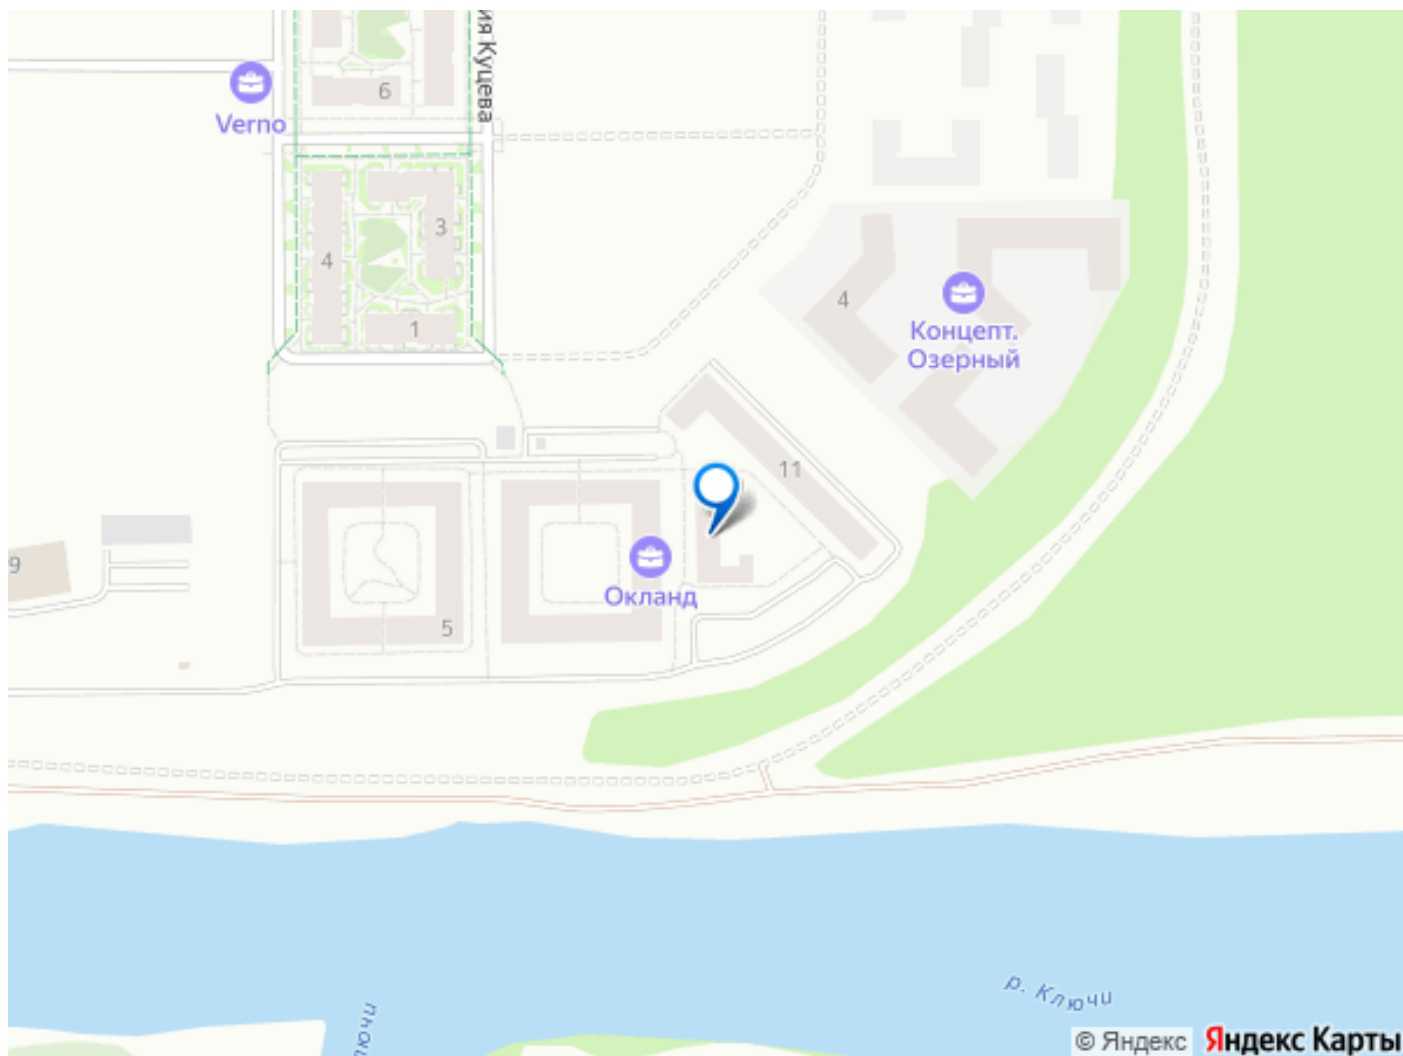 ия Куцева
6
Verno
3
4
1
4
Концепт.
Озерный
11
9
Окланд
5
р. Ключи
© Яндекс
Яндекс Карты